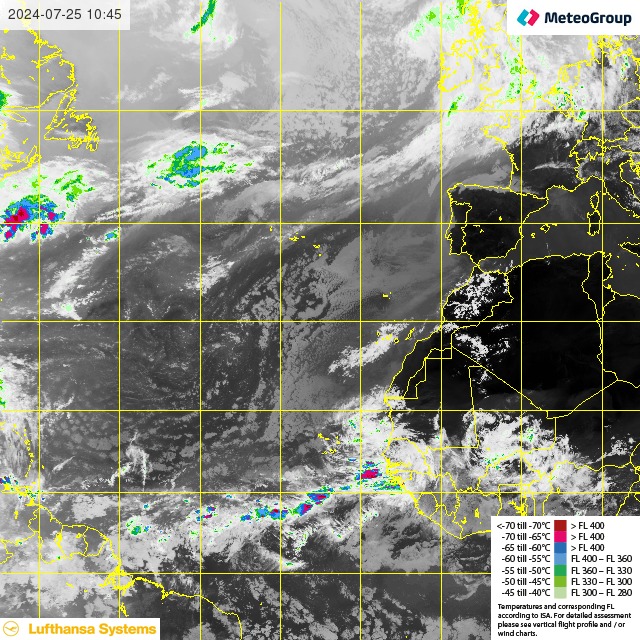 2024-07-25 10:45
MeteoGroup
<-70 till -70°C > FL 400
-70 till -65°C > FL 400
-65 till -60°C > FL 400
-60 till -55°C FL 400 – FL 360
-55 till -50°C FL 360 – FL 330
-50 till -45°C FL 330 – FL 300
-45 till -40°C FL 300 – FL 280
Temperatures and corresponding FL
according to ISA. For detailed assessment
please see vertical flight profile and / or
wind charts.
Lufthansa Systems